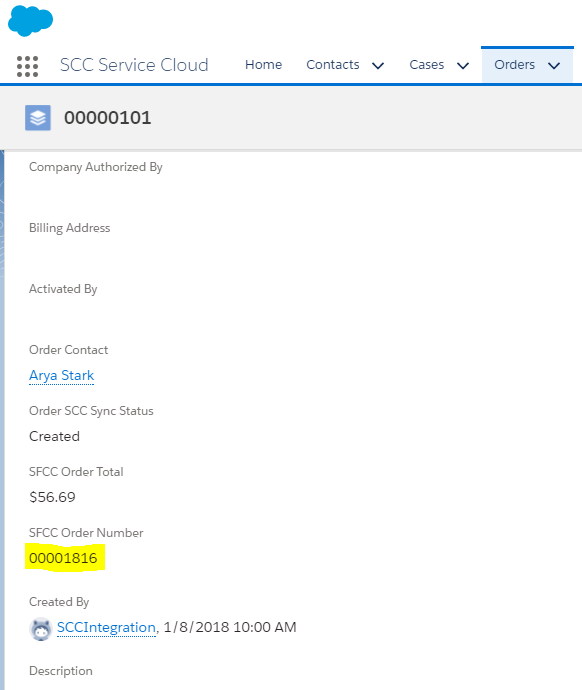 SCC Service Cloud Home Contacts Cases Orders
00000101
Company Authorized By
Billing Address
Activated By
Order Contact
Arya Stark
Order SCC Sync Status
Created
SFCC Order Total
$56.69
SFCC Order Number
00001816
Created By
SCCIntegration, 1/8/2018 10:00 AM
Description